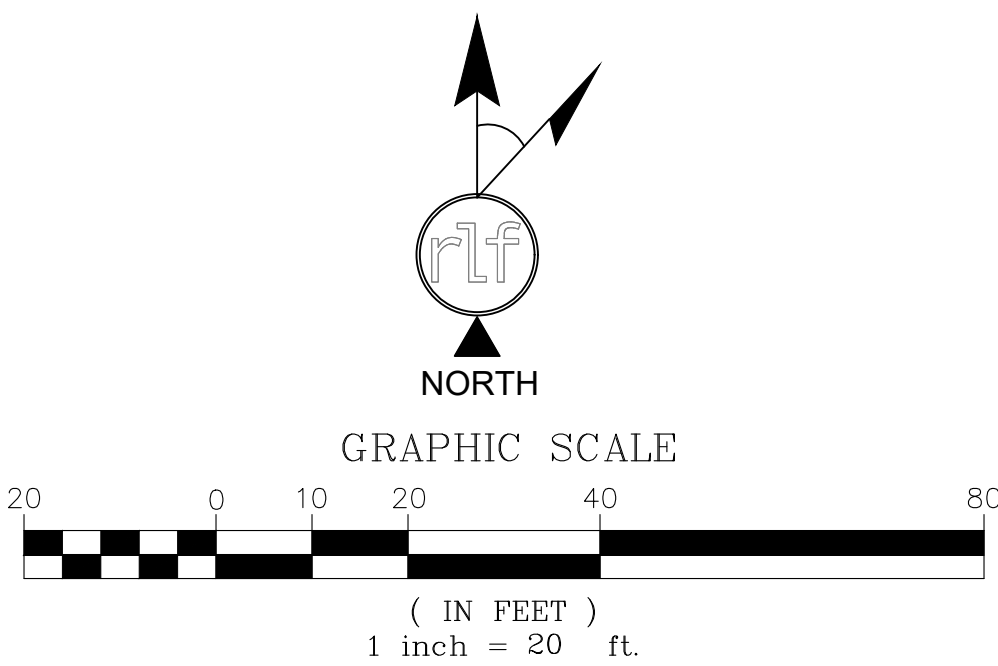 rlf
NORTH
GRAPHIC SCALE
20 0 10 20 40 80
( IN FEET )
1 inch = 20 ft.